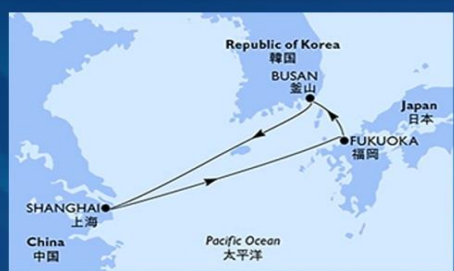 Republic of Korea
韓国
BUSAN
釜山
Japan
日本
FUKUOKA
福岡
SHANGHAI
上海
China
中国
Pacific Ocean
太平洋